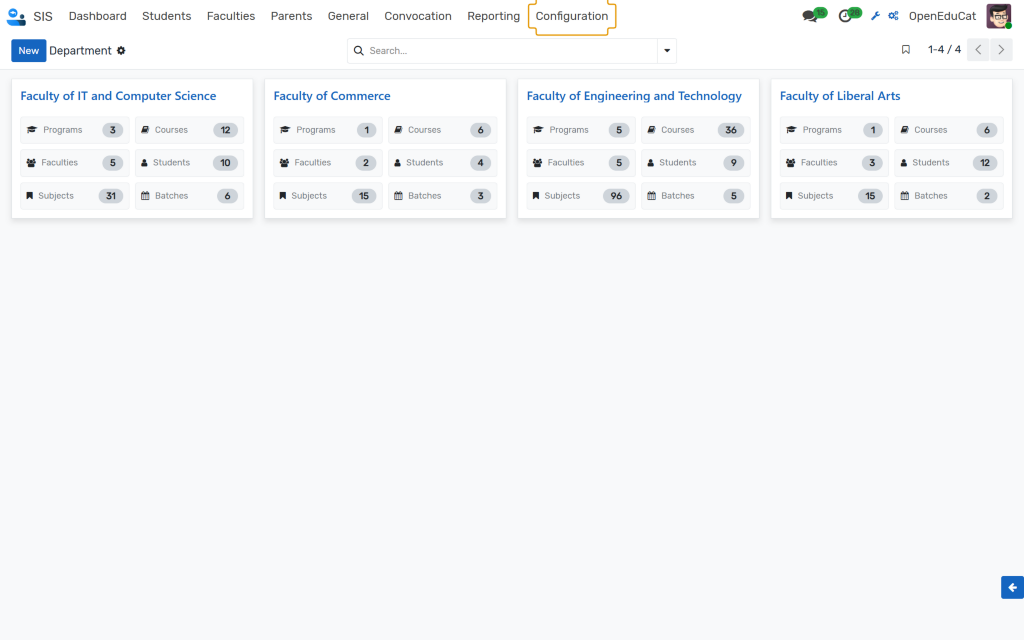 SIS Dashboard Students Faculties Parents General Convocation Reporting Configuration 15 28 OpenEduCat
New Department Search... 1-4 / 4
Faculty of IT and Computer Science
Programs 3 Courses 12
Faculties 5 Students 10
Subjects 31 Batches 6
Faculty of Commerce
Programs 1 Courses 6
Faculties 2 Students 4
Subjects 15 Batches 3
Faculty of Engineering and Technology
Programs 5 Courses 36
Faculties 5 Students 9
Subjects 96 Batches 5
Faculty of Liberal Arts
Programs 1 Courses 6
Faculties 3 Students 12
Subjects 15 Batches 2